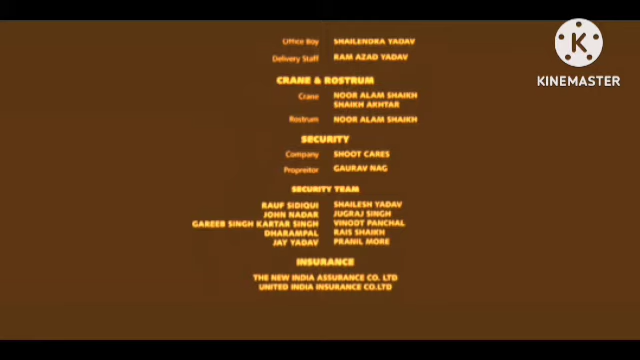 Office Boy SHAILENDRA YADAV
Delivery Staff RAM AZAD YADAV
CRANE & ROSTRUM
Crane NOOR ALAM SHAIKH
SHAIKH AKHTAR
Rostrum NOOR ALAM SHAIKH
SECURITY
Company SHOOT CARES
Propreitor GAURAV NAG
SECURITY TEAM
RAUF SIDIQUI SHAILESH YADAV
JOHN NADAR JUGRAJ SINGH
GAREEB SINGH KARTAR SINGH VINODT PANCHAL
DHARAMPAL RAIS SHAIKH
JAY YADAV PRANIL MORE
INSURANCE
THE NEW INDIA ASSURANCE CO. LTD
UNITED INDIA INSURANCE CO.LTD
K
KINEMASTER